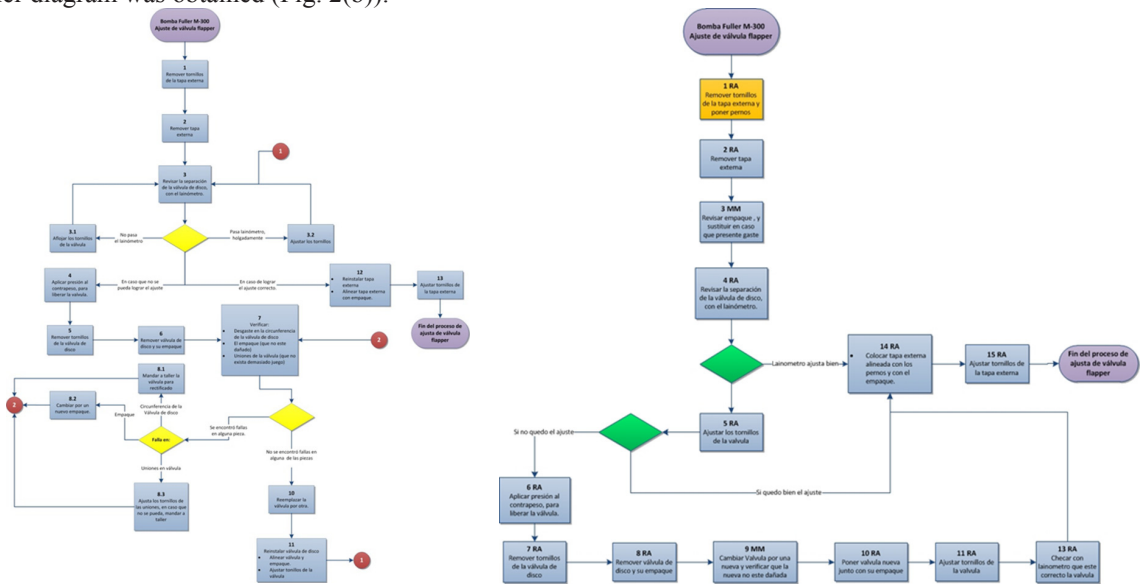 er diagram was obtained (Fig. 2(b)).
Bomba Fuller M-300
Ajuste de válvula flapper
1
Remover tornillos
de la tapa externa
2
Remover tapa
externa
1
3
Revisar la separación
de la válvula de disco,
con el lainómetro.
3.1
Aflojar los tornillos
de la válvula
No pasa
el lainómetro
Pasa lainómetro,
holgadamente
3.2
Ajustar los tornillos
4
Aplicar presión al
contrapeso, para
liberar la válvula.
En caso que no se
pueda lograr el ajuste
En caso de lograr
el ajuste correcto.
12
• Reinstalar tapa
externa
• Alinear tapa externa
con empaque.
13
Ajustar tornillos de
la tapa externa
Fin del proceso de
ajuste de válvula
flapper
5
Remover tornillos
de la válvula de
disco
6
Remover válvula de
disco y su empaque
7
Verificar:
• Desgaste en la circunferencia
de la válvula de disco
• El empaque (que no este
dañado)
• Uniones de la válvula (que no
exista demasiado juego)
2
8.1
Mandar a taller la
válvula para
rectificado
8.2
Cambiar por un
nuevo empaque.
2
Circunferencia de la
Válvula de disco
Empaque
Falla en:
Se encontró fallas
en alguna pieza.
Uniones en válvula
No se encontró fallas en
alguna de las piezas
8.3
Ajusta los tornillos de
las uniones, en caso que
no se pueda, mandar a
taller
10
Reemplazar la
válvula por otra
11
Reinstalar válvula de disco
• Alinear válvula y
empaque.
• Ajustar tornillos de la
válvula
1
Bomba Fuller M-300
Ajuste de válvula flapper
1 RA
Remover tornillos
de la tapa externa y
poner pernos
2 RA
Remover tapa
externa
3 MM
Revisar empaque , y
sustituir en caso
que presente gaste
4 RA
Revisar la separación
de la válvula de disco,
con el lainómetro.
Lainometro ajusta bien
14 RA
• Colocar tapa externa
alineada con los
pernos y con el
empaque.
15 RA
Ajustar tornillos de
la tapa externa
Fin del proceso de
ajusta de válvula
flapper
5 RA
Ajustar los tornillos
de la valvula
Si no quedo el ajuste
Si quedo bien el ajuste
6 RA
Aplicar presión al
contrapeso, para
liberar la válvula.
7 RA
Remover tornillos
de la válvula de
disco
8 RA
Remover válvula de
disco y su empaque
9 MM
Cambiar Valvula por una
nueva y verificar que la
nueva no este dañada
10 RA
Poner valvula nueva
junto con su empaque
11 RA
Ajustar tornillos de
la valvula
13 RA
Checar con
lainometro que este
correcto la valvula